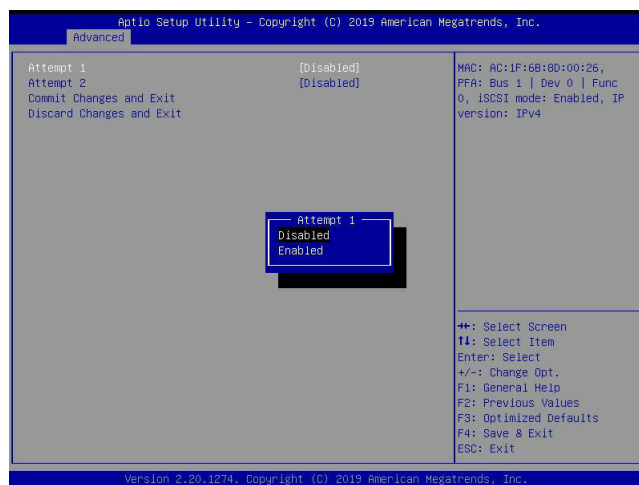 Aptio Setup Utility – Copyright (C) 2019 American Megatrends, Inc.
Advanced
Attempt 1 [Disabled]
Attempt 2 [Disabled]
Commit Changes and Exit
Discard Changes and Exit
MAC: AC:1F:6B:8D:00:26,
PFA: Bus 1 | Dev 0 | Func
0, iSCSI mode: Enabled, IP
version: IPv4
Attempt 1
Disabled
Enabled
→←: Select Screen
↑↓: Select Item
Enter: Select
+/-: Change Opt.
F1: General Help
F2: Previous Values
F3: Optimized Defaults
F4: Save & Exit
ESC: Exit
Version 2.20.1274. Copyright (C) 2019 American Megatrends, Inc.